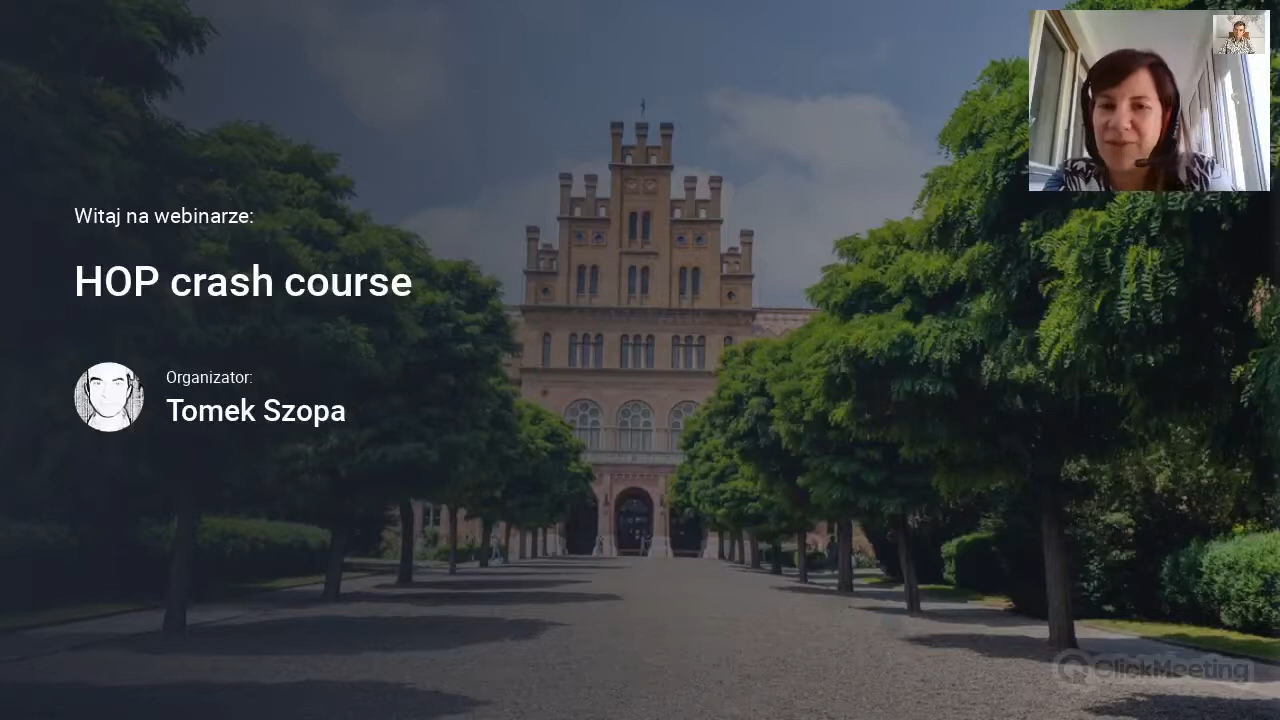 Witaj na webinarze:
HOP crash course
Organizator:
Tomek Szopa
ClickMeeting